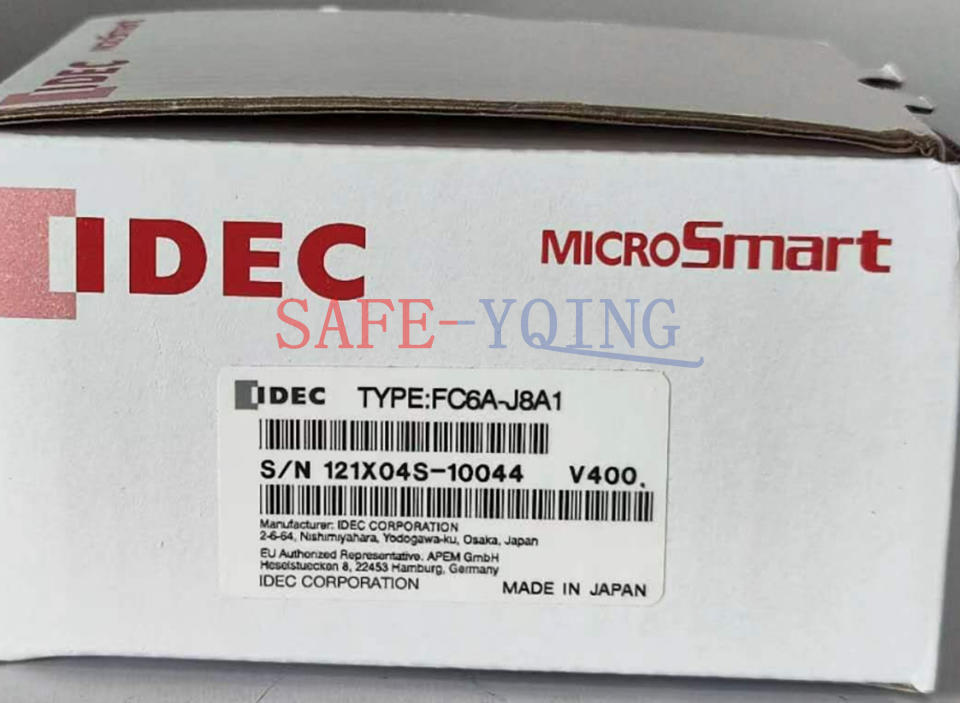 IDEC MICROSmart
IDEC MICROSmart
SAFE-YQING
IDEC TYPE:FC6A-J8A1
S/N 121X04S-10044 V400.
Manufacturer: IDEC CORPORATION
2-6-64, Nishimiyahara, Yodogawa-ku, Osaka, Japan
EU Authorized Representative: APEM GmbH
Heselstuecken 8, 22453 Hamburg, Germany
IDEC CORPORATION
MADE IN JAPAN